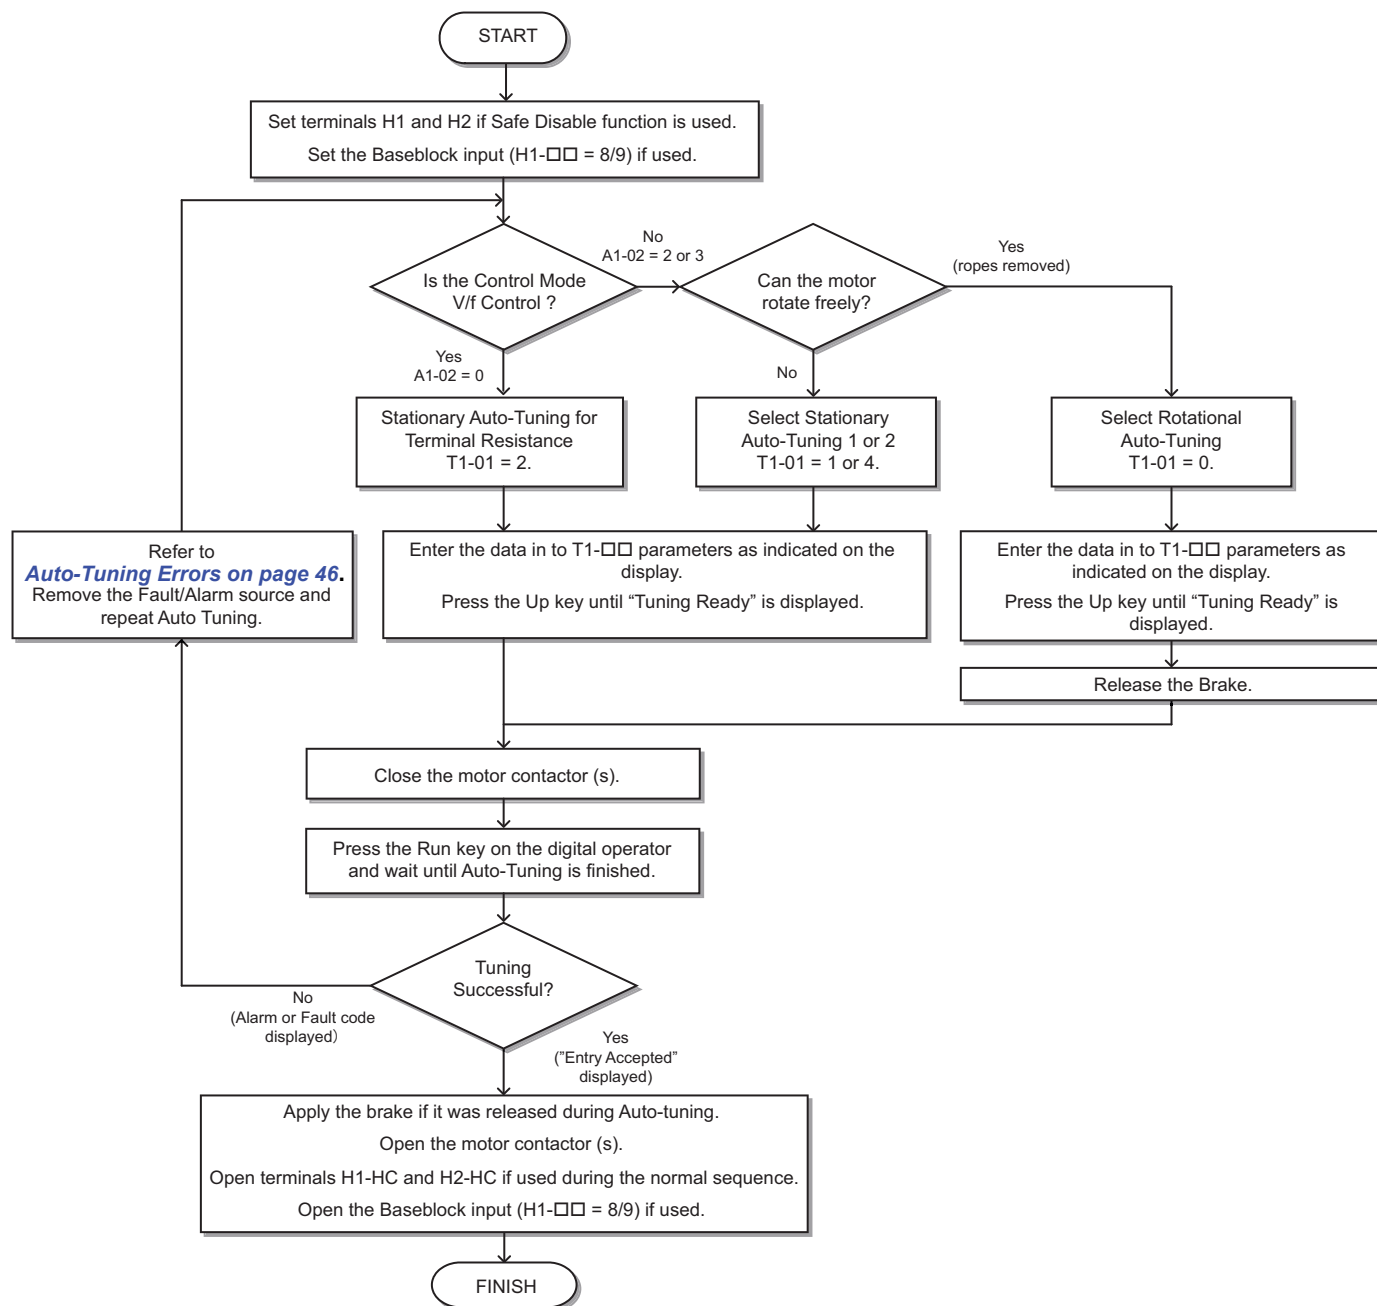 START
Set terminals H1 and H2 if Safe Disable function is used.
Set the Baseblock input (H1-□□ = 8/9) if used.
Is the Control Mode
V/f Control ?
No
A1-02 = 2 or 3
Can the motor
rotate freely?
Yes
(ropes removed)
Yes
A1-02 = 0
No
Stationary Auto-Tuning for
Terminal Resistance
T1-01 = 2.
Select Stationary
Auto-Tuning 1 or 2
T1-01 = 1 or 4.
Select Rotational
Auto-Tuning
T1-01 = 0.
Refer to
Auto-Tuning Errors on page 46.
Remove the Fault/Alarm source and
repeat Auto Tuning.
Enter the data in to T1-□□ parameters as indicated on the
display.
Press the Up key until “Tuning Ready” is displayed.
Enter the data in to T1-□□ parameters as
indicated on the display.
Press the Up key until “Tuning Ready” is
displayed.
Release the Brake.
Close the motor contactor (s).
Press the Run key on the digital operator
and wait until Auto-Tuning is finished.
Tuning
Successful?
No
(Alarm or Fault code
displayed)
Yes
(”Entry Accepted”
displayed)
Apply the brake if it was released during Auto-tuning.
Open the motor contactor (s).
Open terminals H1-HC and H2-HC if used during the normal sequence.
Open the Baseblock input (H1-□□ = 8/9) if used.
FINISH